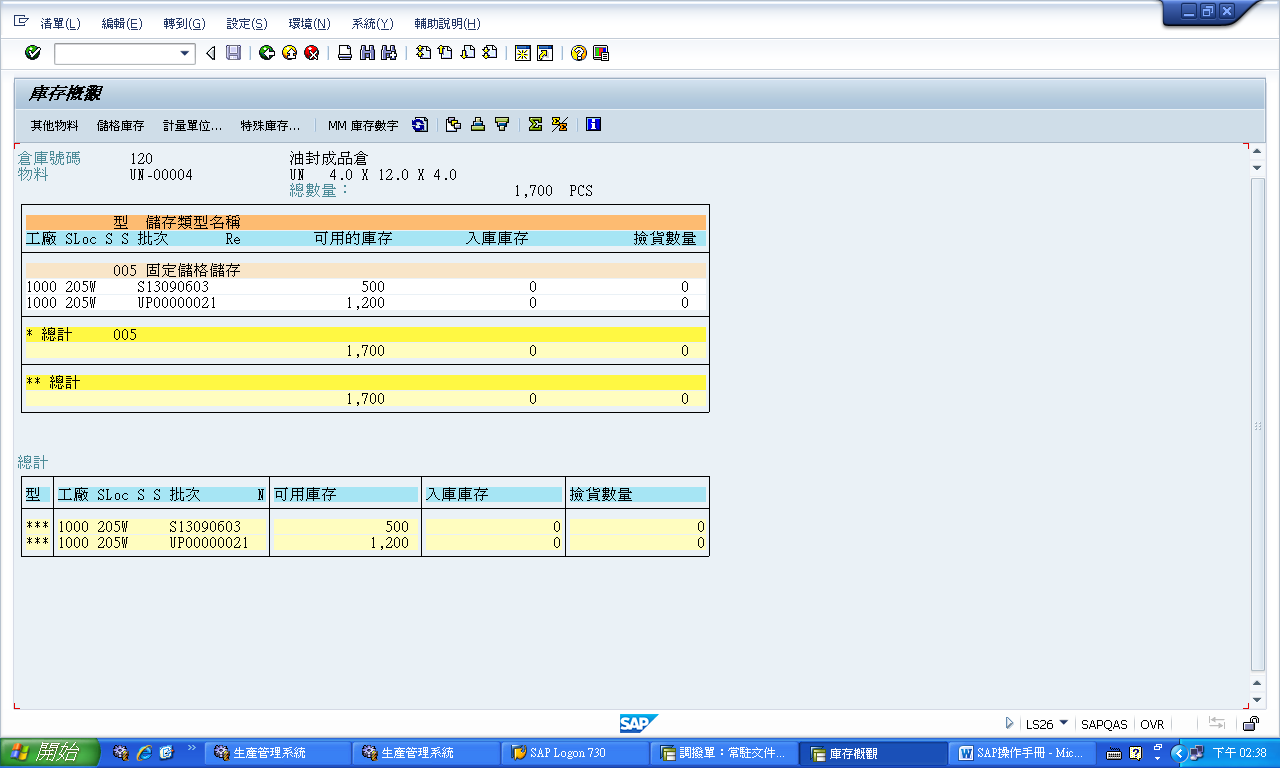 清單(L) 編輯(E) 轉到(G) 設定(S) 環境(N) 系統(Y) 輔助說明(H)
庫存概觀
其他物料 儲格庫存 計量單位... 特殊庫存... MM 庫存數字
倉庫號碼 120 油封成品倉
物料 UN-00004 UN 4.0 X 12.0 X 4.0
總數量： 1,700 PCS
型 儲存類型名稱
工廠 SLoc S S 批次 Re 可用的庫存 入庫庫存 撿貨數量
005 固定儲格儲存
1000 205W S13090603 500 0 0
1000 205W UP00000021 1,200 0 0
* 總計 005
1,700 0 0
** 總計
1,700 0 0
總計
型 工廠 SLoc S S 批次 N 可用庫存 入庫庫存 撿貨數量
*** 1000 205W S13090603 500 0 0
*** 1000 205W UP00000021 1,200 0 0
SAP LS26 SAPQAS OVR
開始 生產管理系統 生產管理系統 SAP Logon 730 調撥單：常駐文件... 庫存概觀 SAP操作手冊 - Mic... 下午 02:38